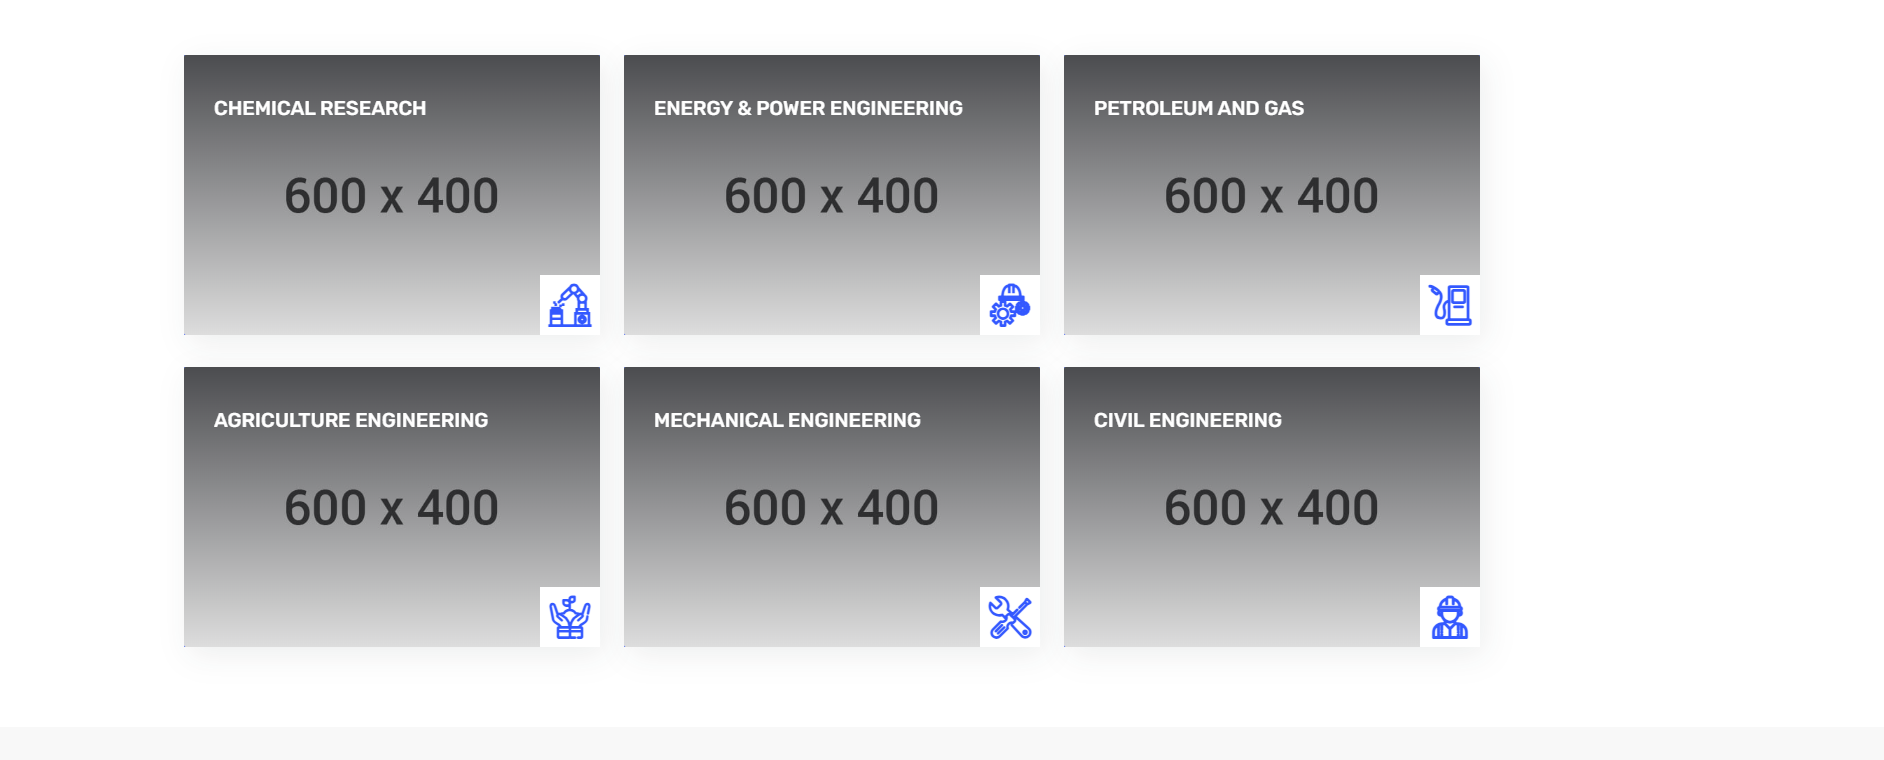 CHEMICAL RESEARCH
ENERGY & POWER ENGINEERING
PETROLEUM AND GAS
600 x 400
600 x 400
600 x 400
AGRICULTURE ENGINEERING
MECHANICAL ENGINEERING
CIVIL ENGINEERING
600 x 400
600 x 400
600 x 400